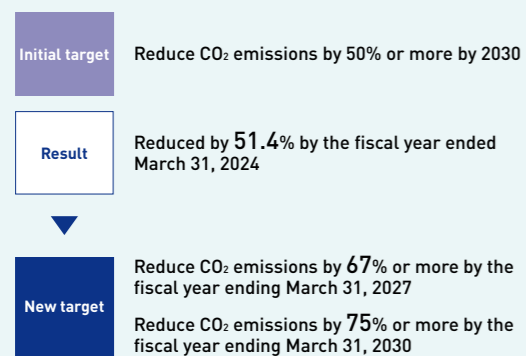 Initial target
Reduce CO₂ emissions by 50% or more by 2030
Result
Reduced by 51.4% by the fiscal year ended
March 31, 2024
New target
Reduce CO₂ emissions by 67% or more by the
fiscal year ending March 31, 2027
Reduce CO₂ emissions by 75% or more by the
fiscal year ending March 31, 2030